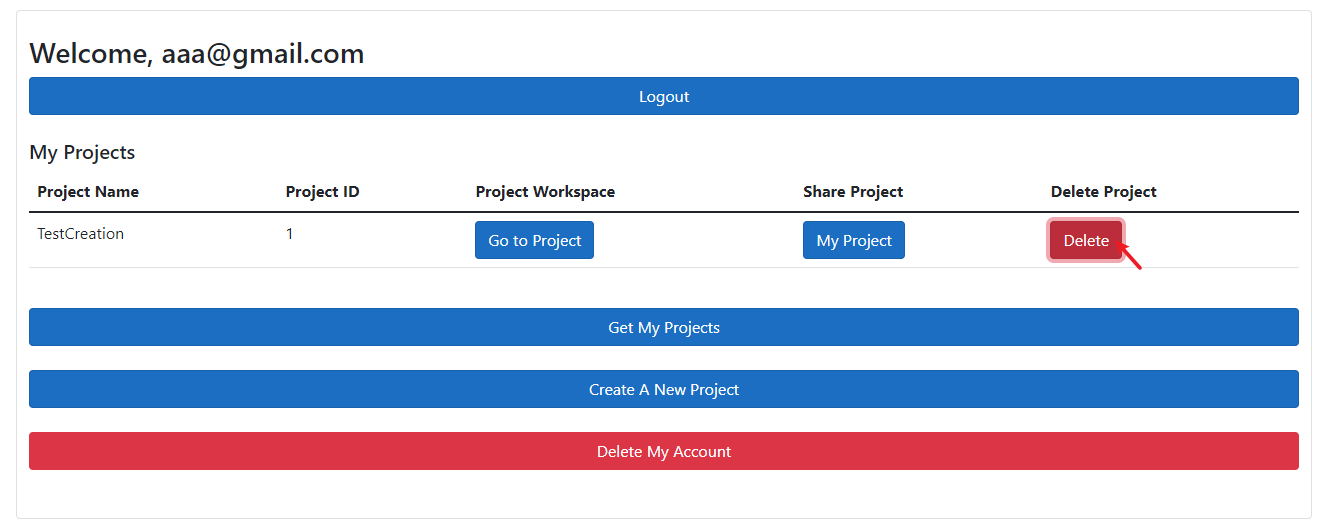 Welcome, aaa@gmail.com
Logout
My Projects
Project Name Project ID Project Workspace Share Project Delete Project
TestCreation 1 Go to Project My Project Delete
Get My Projects
Create A New Project
Delete My Account